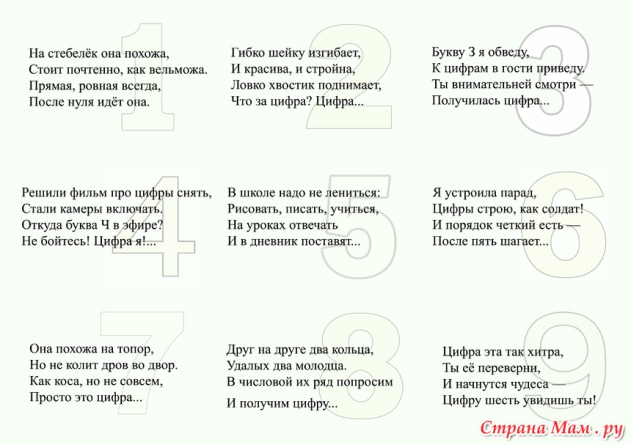 1
На стебелёк она похожа,
Стоит почтенно, как вельможа.
Прямая, ровная всегда,
После нуля идёт она.
2
Гибко шейку изгибает,
И красива, и стройна,
Ловко хвостик поднимает,
Что за цифра? Цифра...
3
Букву З я обведу,
К цифрам в гости приведу.
Ты внимательней смотри —
Получилась цифра...
4
Решили фильм про цифры снять,
Стали камеры включать.
Откуда буква Ч в эфире?
Не бойтесь! Цифра я!...
5
В школе надо не лениться:
Рисовать, писать, учиться,
На уроках отвечать
И в дневник поставят...
6
Я устроила парад,
Цифры строю, как солдат!
И порядок четкий есть —
После пять шагает...
7
Она похожа на топор,
Но не колит дров во двор.
Как коса, но не совсем,
Просто это цифра...
8
Друг на друге два кольца,
Удалых два молодца.
В числовой их ряд попросим
И получим цифру...
9
Цифра эта так хитра,
Ты её переверни,
И начнутся чудеса —
Цифру шесть увидишь ты!
Страна Мам . ру